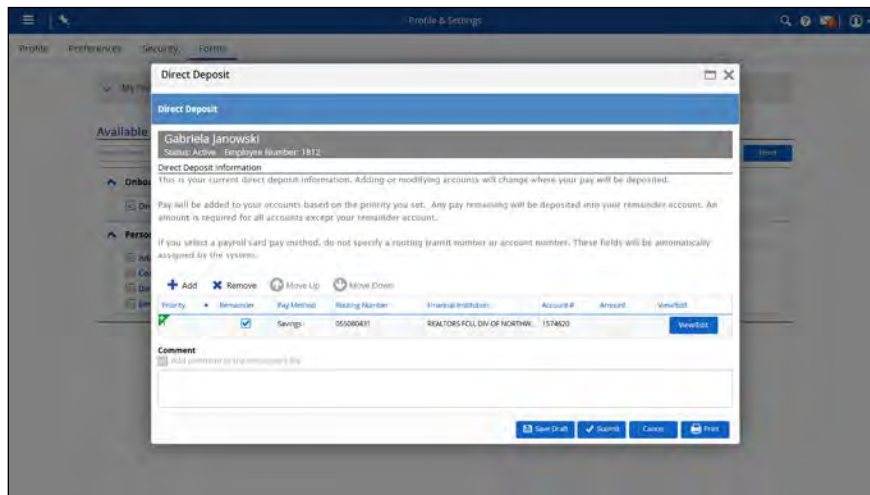 Profile & Settings
Profile Preferences Security Forms
Direct Deposit
Direct Deposit
Available
Gabriela Janowski
Status: Active Employee Number: 1812
Direct Deposit Information
This is your current direct deposit information. Adding or modifying accounts will change where your pay will be deposited.
Pay will be added to your accounts based on the priority you set. Any pay remaining will be deposited into your remainder account. An
amount is required for all accounts except your remainder account.
If you select a payroll card pay method, do not specify a routing transit number or account number. These fields will be automatically
assigned by the system.
Add Remove Move Up Move Down
Priority Remainder Pay Method Routing Number Financial Institution Account # Amount View/Edit
Savings 055080431 REALTORS FCU, DIV OF NORTHW... 1574620 View/Edit
Comment
Add comment to the employee's file
Save Draft Submit Cancel Print